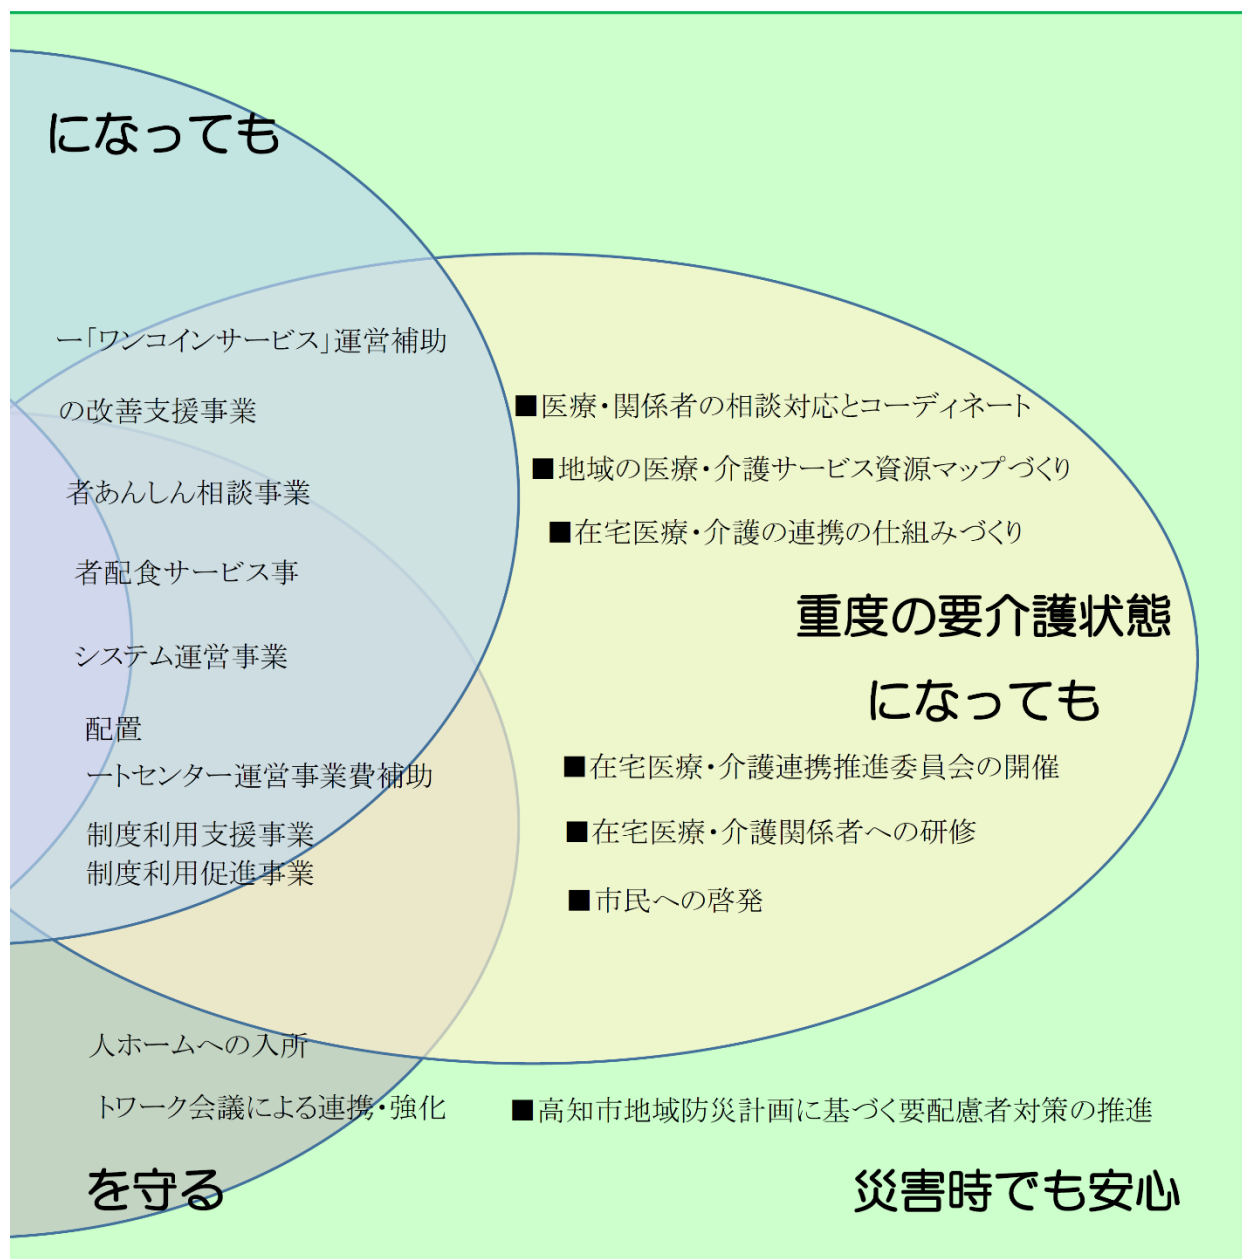 になっても
ー「ワンコインサービス」運営補助
の改善支援事業
者あんしん相談事業
者配食サービス事
システム運営事業
配置
ートセンター運営事業費補助
制度利用支援事業
制度利用促進事業
■医療・関係者の相談対応とコーディネート
■地域の医療・介護サービス資源マップづくり
■在宅医療・介護の連携の仕組みづくり
重度の要介護状態
になっても
■在宅医療・介護連携推進委員会の開催
■在宅医療・介護関係者への研修
■市民への啓発
人ホームへの入所
トワーク会議による連携・強化
■高知市地域防災計画に基づく要配慮者対策の推進
を守る
災害時でも安心